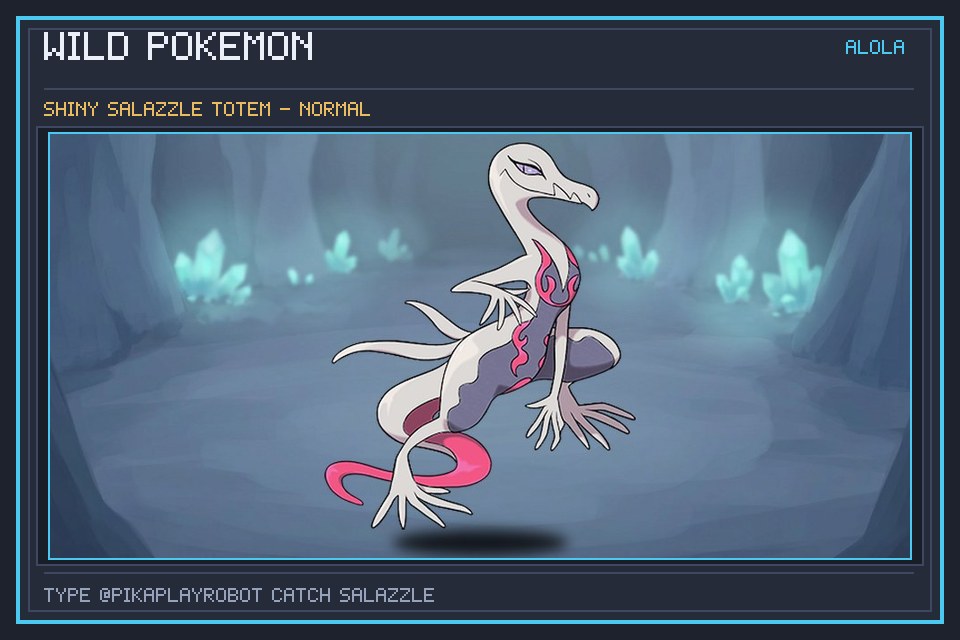 WILD POKEMON
ALOLA
SHINY SALAZZLE TOTEM - NORMAL
TYPE @PIKAPLAYROBOT CATCH SALAZZLE